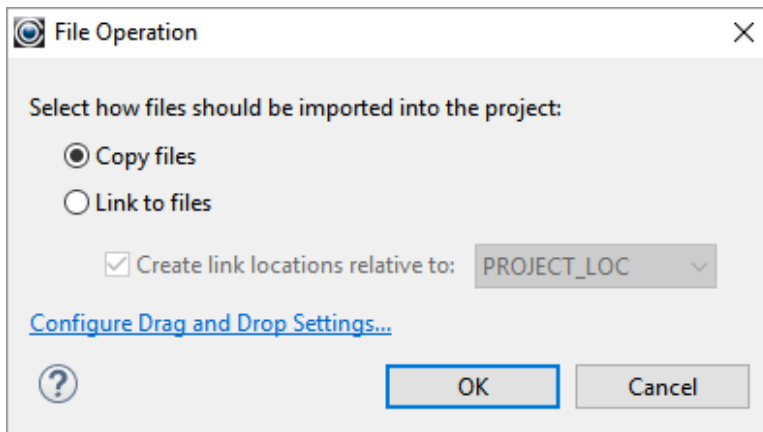 File Operation
Select how files should be imported into the project:
Copy files
Link to files
Create link locations relative to: PROJECT_LOC
Configure Drag and Drop Settings...
? OK Cancel